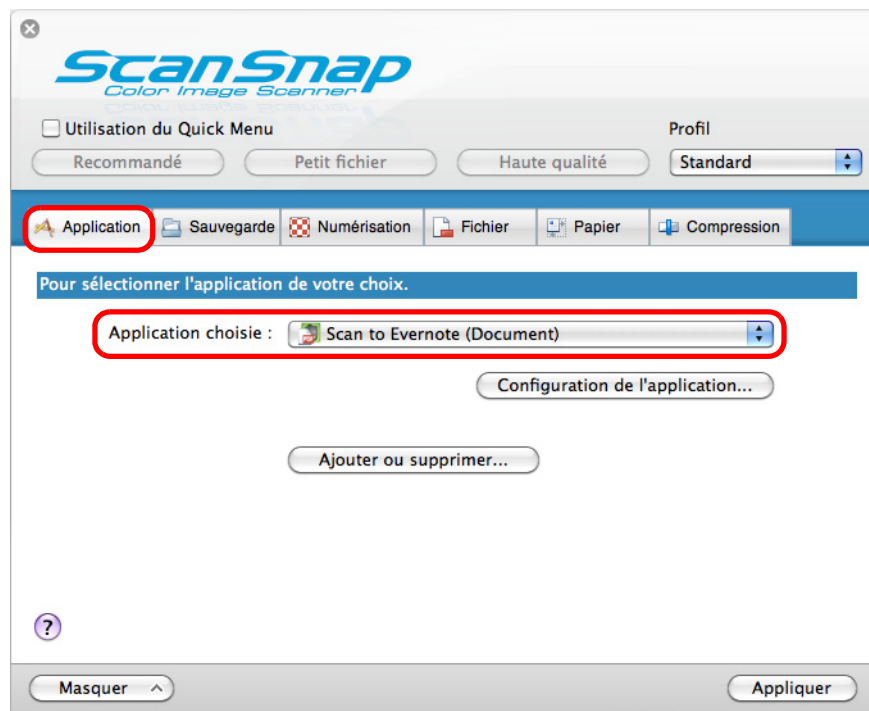 ScanSnap
Color Image Scanner
Utilisation du Quick Menu
Profil
Recommandé Petit fichier Haute qualité Standard
Application Sauvegarde Numérisation Fichier Papier Compression
Pour sélectionner l'application de votre choix.
Application choisie : Scan to Evernote (Document)
Configuration de l'application...
Ajouter ou supprimer...
?
Masquer Appliquer